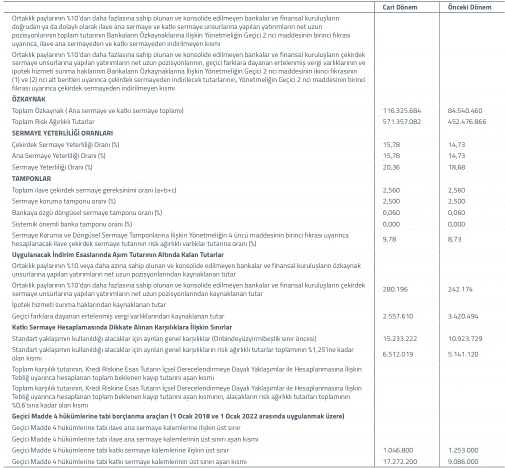 Cari Dönem Önceki Dönem
Ortaklık paylarının %10'dan daha fazlasına sahip olunan ve konsolide edilmeyen bankalar ve finansal kuruluşların
doğrudan ya da dolaylı olarak ilave ana sermaye ve katkı sermaye unsurlarına yapılan yatırımların net uzun
pozisyonlarının toplam tutarının Bankaların Özkaynaklarına İlişkin Yönetmeliğin Geçici 2 nci maddesinin birinci fıkrası
uyarınca, ilave ana sermayeden ve katkı sermayeden indirilmeyen kısmı
Ortaklık paylarının %10'dan daha fazlasına sahip olunan ve konsolide edilmeyen bankalar ve finansal kuruluşların çekirdek
sermaye unsurlarına yapılan yatırımların net uzun pozisyonlarının, geçici farklara dayanan ertelenmiş vergi varlıklarının ve
ipotek hizmeti sunma haklarının Bankaların Özkaynaklarına İlişkin Yönetmeliğin Geçici 2 nci maddesinin ikinci fıkrasının
(1) ve (2) nci alt bentleri uyarınca çekirdek sermayeden indirilecek tutarlarının, Yönetmeliğin Geçici 2 nci maddesinin birinci
fıkrası uyarınca çekirdek sermayeden indirilmeyen kısmı
ÖZKAYNAK
Toplam Özkaynak ( Ana sermaye ve katkı sermaye toplamı) 116.325.684 84.540.460
Toplam Risk Ağırlıklı Tutarlar 571.357.082 452.476.866
SERMAYE YETERLİLİĞİ ORANLARI
Çekirdek Sermaye Yeterliliği Oranı (%) 15,78 14,73
Ana Sermaye Yeterliliği Oranı (%) 15,78 14,73
Sermaye Yeterliliği Oranı (%) 20,36 18,68
TAMPONLAR
Toplam ilave çekirdek sermaye gereksinimi oranı (a+b+c) 2,560 2,560
Sermaye koruma tamponu oranı (%) 2,500 2,500
Bankaya özgü döngüsel sermaye tamponu oranı (%) 0,060 0,060
Sistemik önemli banka tamponu oranı (%) 0,000 0,000
Sermaye Koruma ve Döngüsel Sermaye Tamponlarına İlişkin Yönetmeliğin 4 üncü maddesinin birinci fıkrası uyarınca
hesaplanacak ilave çekirdek sermaye tutarının risk ağırlıklı varlıklar tutarına oranı (%) 9,78 8,73
Uygulanacak İndirim Esaslarında Aşım Tutarının Altında Kalan Tutarlar
Ortaklık paylarının %10 veya daha azına sahip olunan ve konsolide edilmeyen bankalar ve finansal kuruluşların özkaynak
unsurlarına yapılan yatırımların net uzun pozisyonlarından kaynaklanan tutar
Ortaklık paylarının %10'dan daha fazlasına sahip olunan ve konsolide edilmeyen bankalar ve finansal kuruluşların çekirdek
sermaye unsurlarına yapılan yatırımların net uzun pozisyonlarından kaynaklanan tutar 280.196 242.174
İpotek hizmeti sunma haklarından kaynaklanan tutar
Geçici farklara dayanan ertelenmiş vergi varlıklarından kaynaklanan tutar 2.557.610 3.420.494
Katkı Sermaye Hesaplamasında Dikkate Alınan Karşılıklara İlişkin Sınırlar
Standart yaklaşımın kullanıldığı alacaklar için ayrılan genel karşılıklar (Onbindeyüzyirmibeşlik sınır öncesi) 15.233.222 10.923.729
Standart yaklaşımın kullanıldığı alacaklar için ayrılan genel karşılıkların risk ağırlıklı tutarlar toplamının %1,25'ine kadar
olan kısmı 6.512.019 5.141.120
Toplam karşılık tutarının, Kredi Riskine Esas Tutarın İçsel Derecelendirmeye Dayalı Yaklaşımlar ile Hesaplanmasına İlişkin
Tebliğ uyarınca hesaplanan toplam beklenen kayıp tutarını aşan kısmı
Toplam karşılık tutarının, Kredi Riskine Esas Tutarın İçsel Derecelendirmeye Dayalı Yaklaşımlar ile Hesaplanmasına İlişkin
Tebliğ uyarınca hesaplanan toplam beklenen kayıp tutarını aşan kısmının, alacakların risk ağırlıklı tutarları toplamının
%0,6'sına kadar olan kısmı
Geçici Madde 4 hükümlerine tabi borçlanma araçları (1 Ocak 2018 ve 1 Ocak 2022 arasında uygulanmak üzere)
Geçici Madde 4 hükümlerine tabi ilave ana sermaye kalemlerine ilişkin üst sınır
Geçici Madde 4 hükümlerine tabi ilave ana sermaye kalemlerinin üst sınırı aşan kısmı
Geçici Madde 4 hükümlerine tabi katkı sermaye kalemlerine ilişkin üst sınır 1.046.800 1.253.000
Geçici Madde 4 hükümlerine tabi katkı sermaye kalemlerinin üst sınırı aşan kısmı 17.272.200 9.086.000